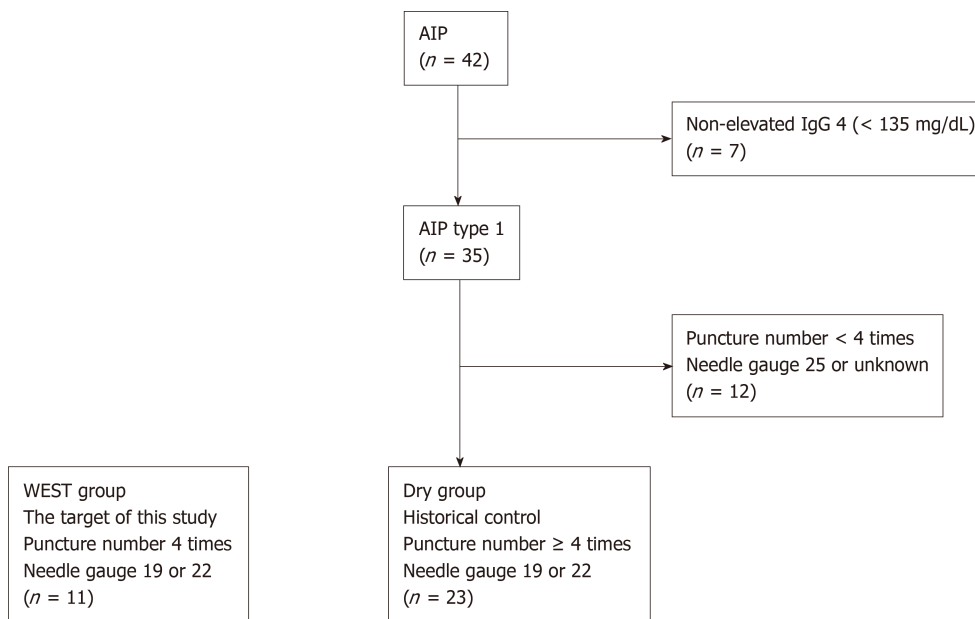 AIP
(n = 42)
Non-elevated IgG 4 (< 135 mg/dL)
(n = 7)
AIP type 1
(n = 35)
Puncture number < 4 times
Needle gauge 25 or unknown
(n = 12)
WEST group
The target of this study
Puncture number 4 times
Needle gauge 19 or 22
(n = 11)
Dry group
Historical control
Puncture number ≥ 4 times
Needle gauge 19 or 22
(n = 23)